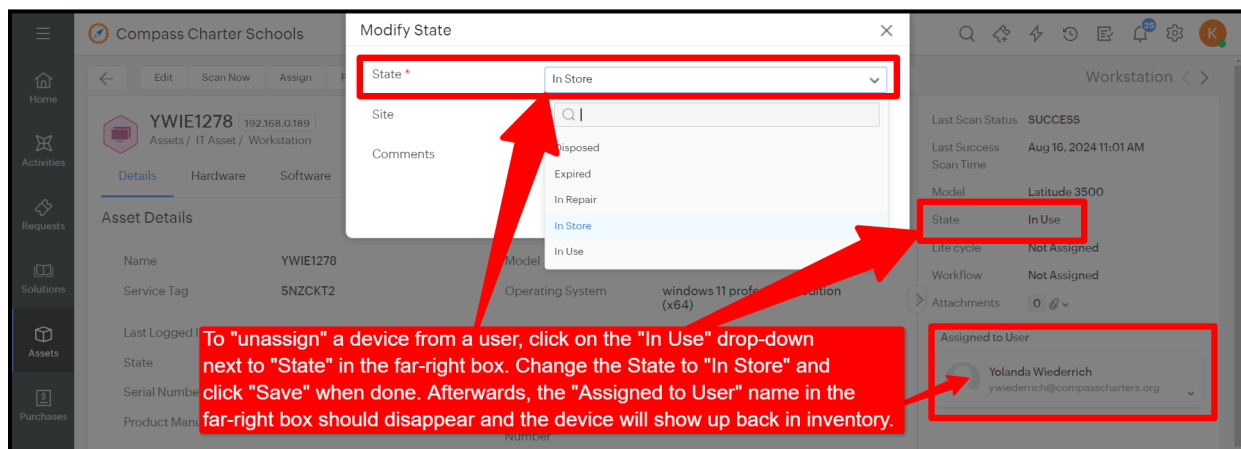 Compass Charter Schools
Modify State
25
K
Home
Activities
Requests
Solutions
Assets
Purchases
Edit Scan Now Assign
Workstation
YWIE1278 192.168.0.189
Assets / IT Asset / Workstation
Details Hardware Software
Asset Details
Name YWIE1278
Service Tag 5NZCKT2
Last Logged
State
Serial
Product
Model
Operating System windows 11 edition
(x64)
State * In Store
Site
Comments
Disposed
Expired
In Repair
In Store
In Use
Last Scan Status SUCCESS
Last Success Aug 16, 2024 11:01 AM
Scan Time
Model Latitude 3500
State In Use
Life cycle Not Assigned
Workflow Not Assigned
Attachments 0
Assigned to User
Yolanda Wiederrich
ywiederrich@compasscharters.org
To "unassign" a device from a user, click on the "In Use" drop-down
next to "State" in the far-right box. Change the State to "In Store" and
click "Save" when done. Afterwards, the "Assigned to User" name in the
far-right box should disappear and the device will show up back in inventory.
Number